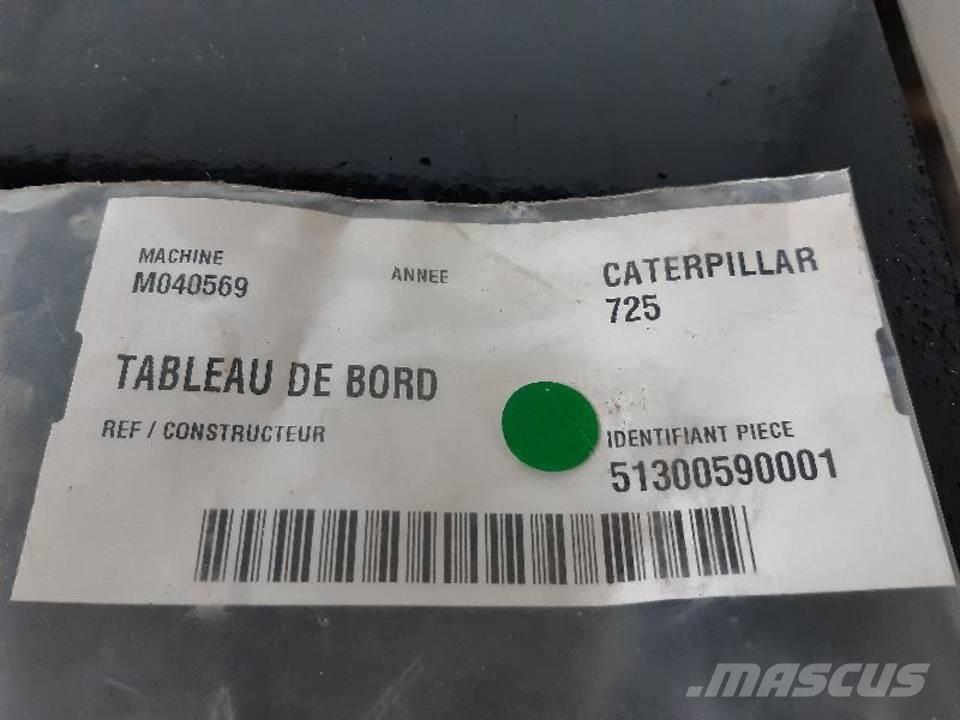 MACHINE
M040569
ANNEE
CATERPILLAR
725
TABLEAU DE BORD
REF / CONSTRUCTEUR
IDENTIFIANT PIECE
51300590001
MASCUS